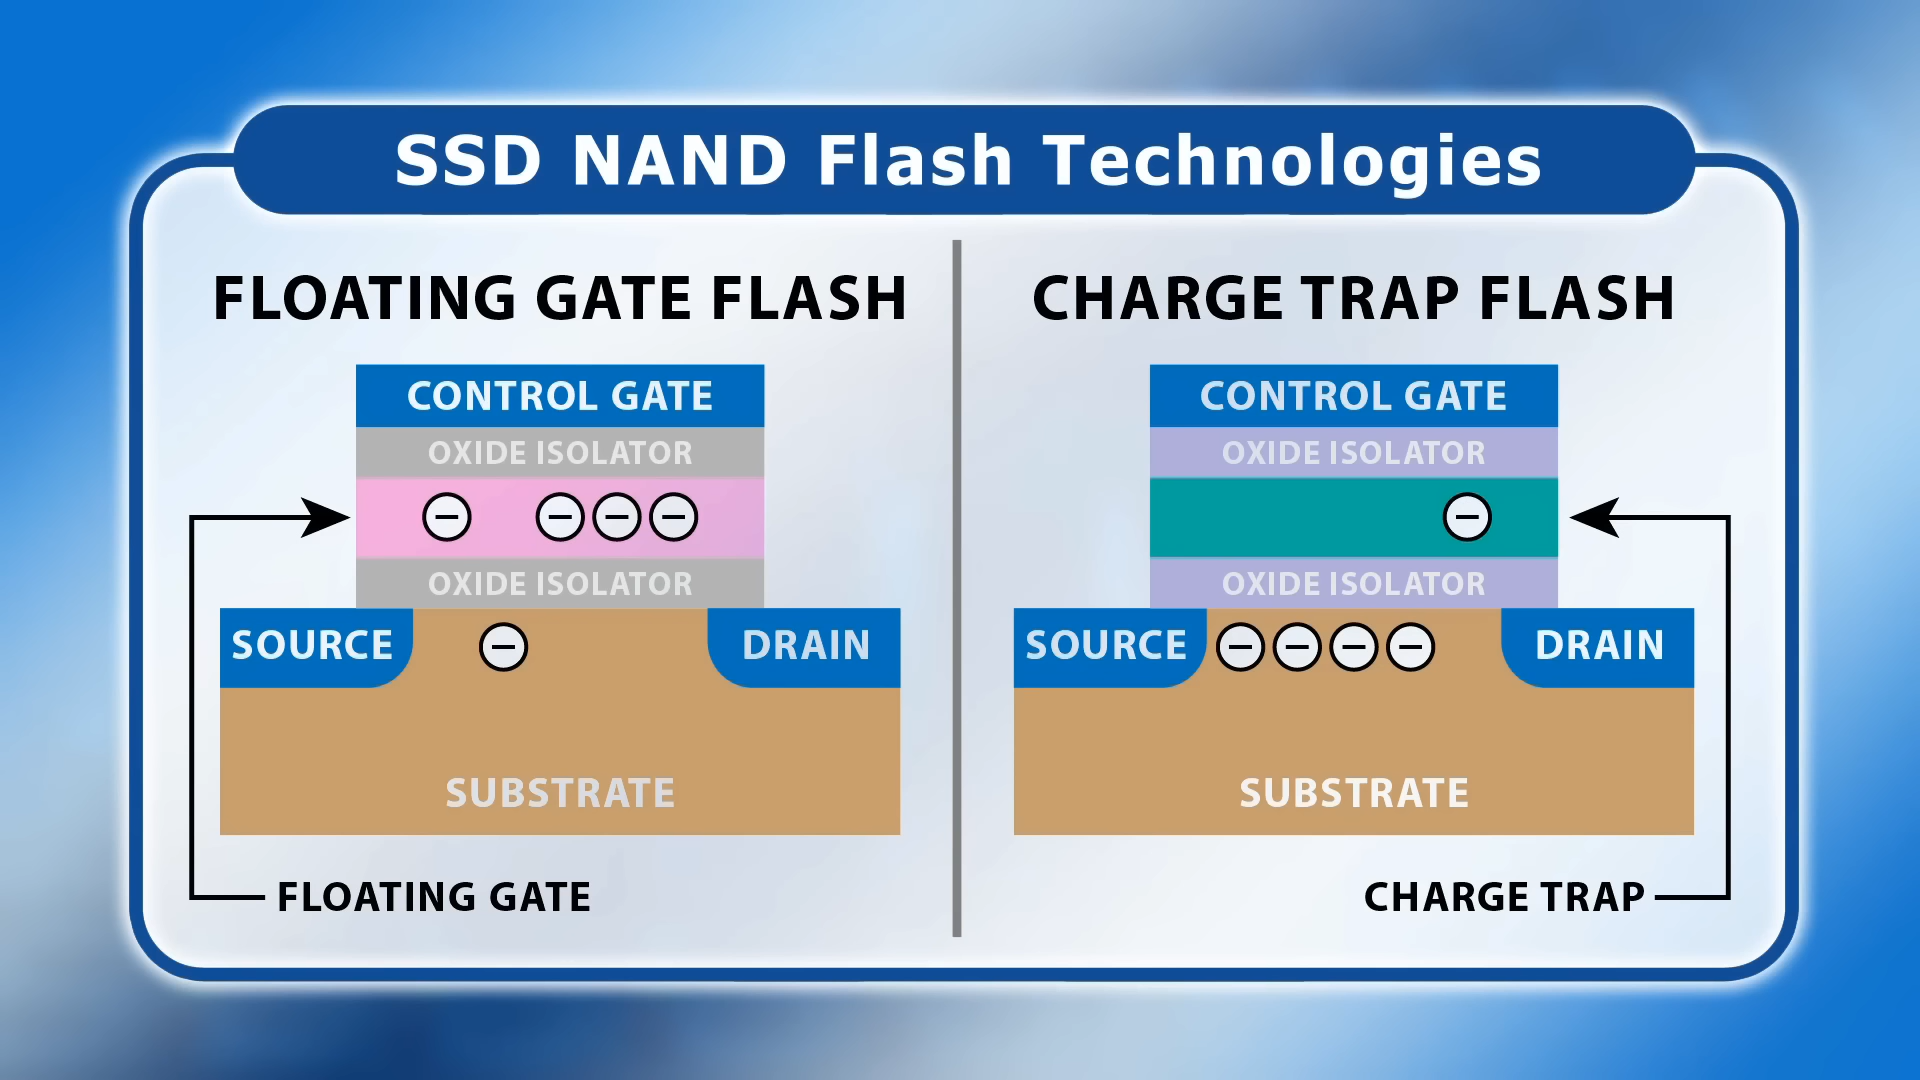 SSD NAND Flash Technologies
FLOATING GATE FLASH
CONTROL GATE
OXIDE ISOLATOR
OXIDE ISOLATOR
SOURCE
DRAIN
SUBSTRATE
FLOATING GATE
CHARGE TRAP FLASH
CONTROL GATE
OXIDE ISOLATOR
OXIDE ISOLATOR
SOURCE
DRAIN
SUBSTRATE
CHARGE TRAP